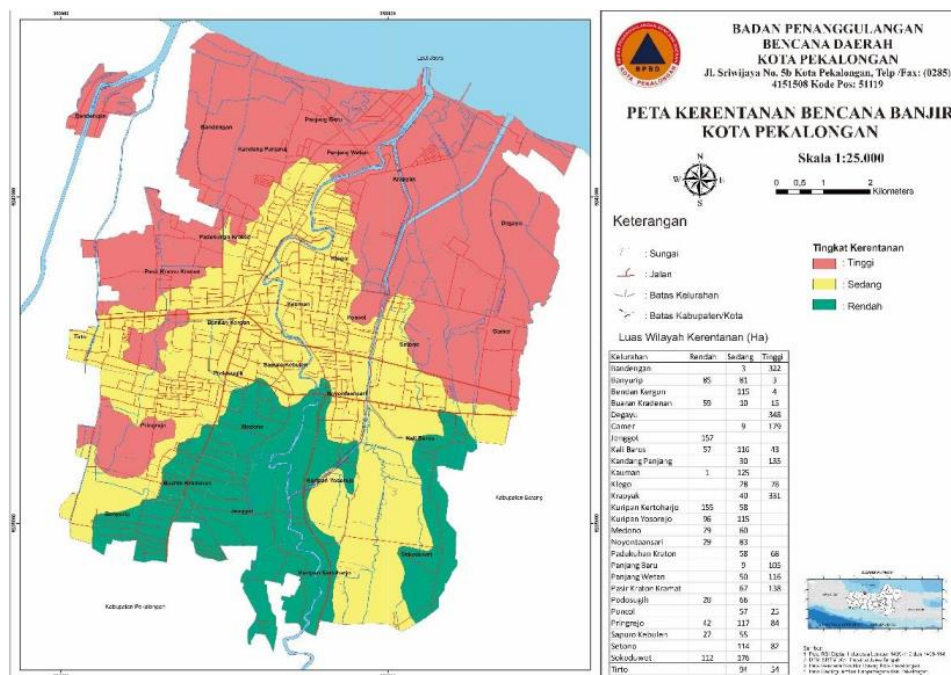 BADAN PENANGGULANGAN
BENCANA DAERAH
KOTA PEKALONGAN
Jl. Sriwijaya No. 5b Kota Pekalongan, Telp /Fax: (0285)
4151508 Kode Pos: 51119
BPBD
KOTA PEKALONGAN
PETA KERENTANAN BENCANA BANJIR
KOTA PEKALONGAN
Skala 1:25.000
N
W E
S
0 0,5 1 2
Kilometers
Keterangan
: Sungai
: Jalan
: Batas Kelurahan
: Batas Kabupaten/Kota
Tingkat Kerentanan
: Tinggi
: Sedang
: Rendah
Luas Wilayah Kerentanan (Ha)
Kelurahan Rendah Sedang Tinggi
Bandengan 3 322
Banyurip 85 81 3
Bendan Kergon 115 4
Buaran Kradenan 59 10 15
Degayu 348
Gamer 9 179
Jenggot 157
Kali Baros 57 116 43
Kandang Panjang 30 135
Kauman 1 125
Klego 78 78
Krapyak 40 331
Kuripan Kertoharjo 155 58
Kuripan Yosorejo 96 115
Medono 79 60
Noyontaansari 29 83
Padukuhan Kraton 58 66
Panjang Baru 9 105
Panjang Wetan 50 116
Pasir Kraton Kramat 67 138
Podosugih 20 66
Poncol 57 25
Pringrejo 42 117 84
Sapuro Kebulen 27 55
Setono 114 87
Sokoduwet 112 176
Tirto 94 54
Laut Jawa
Bandengan
Bandengan
Panjang Baru
Kandang Panjang
Panjang Wetan
Krapyak
Degayu
Padukuhan Kraton
Pasir Kraton Kramat
Klego
Kauman
Poncol
Gamer
Tirto
Bendan Kergon
Setono
Podosugih
Sapuro Kebulen
Noyontaansari
Pringrejo
Medono
Kali Baros
Buaran Kradenan
Kuripan Yosorejo
Kabupaten Batang
Banyurip
Jenggot
Sokoduwet
Kuripan Kertoharjo
Kabupaten Pekalongan